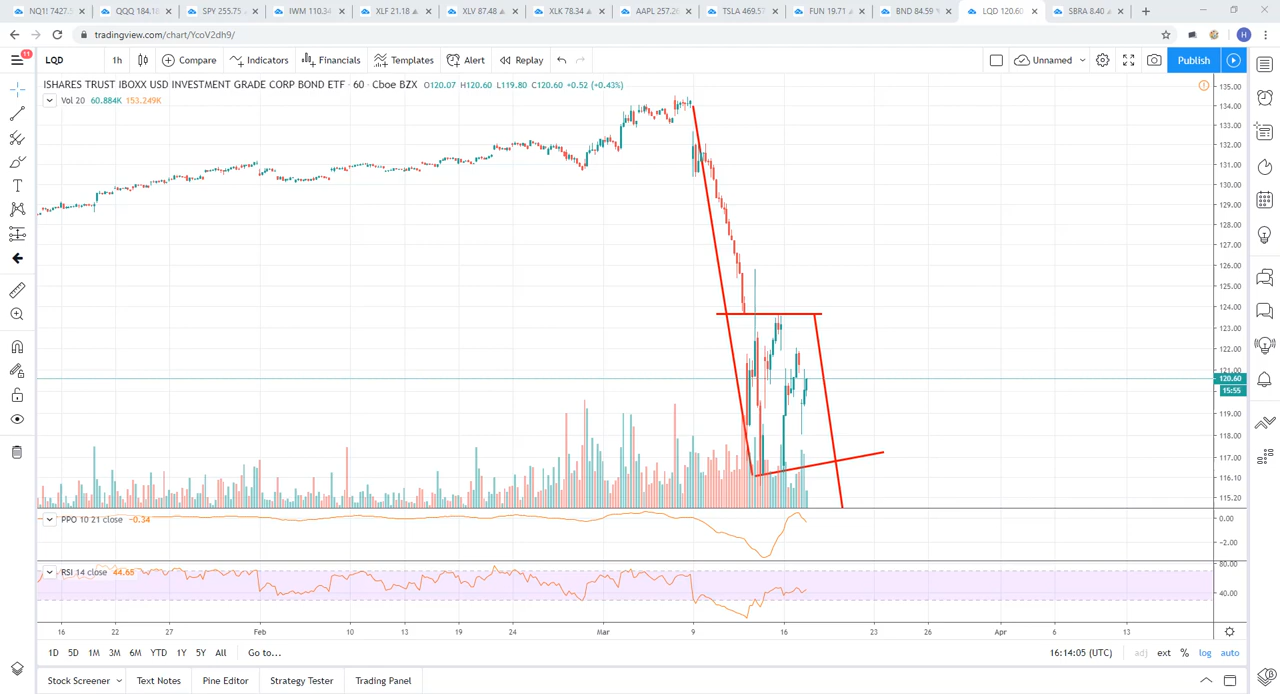 NQ1! 7427.5
QQQ 184.18
SPY 255.75
IWM 110.34
XLF 21.18
XLV 87.48
XLK 78.34
AAPL 257.26
TSLA 469.57
FUN 19.71
BND 84.59
LQD 120.60
SBRA 8.40
tradingview.com/chart/YcoV2dh9/
H
11
LQD 1h Compare Indicators Financials Templates Alert Replay Unnamed Publish
ISHARES TRUST IBOXX USD INVESTMENT GRADE CORP BOND ETF · 60 · Cboe BZX O120.07 H120.60 L119.80 C120.60 +0.52 (+0.43%)
Vol 20 60.884K 153.249K
135.00
134.00
133.00
132.00
131.00
130.00
129.00
128.00
127.00
126.00
125.00
124.00
123.00
122.00
121.00
120.60
15:55
119.00
118.00
117.00
116.10
115.20
PPO 10 21 close -0.34
0.00
-2.00
RSI 14 close 44.65
80.00
40.00
16 22 27 Feb 10 13 19 24 Mar 9 16 23 26 Apr 6 13
1D 5D 1M 3M 6M YTD 1Y 5Y All Go to... 16:14:05 (UTC) adj ext % log auto
Stock Screener Text Notes Pine Editor Strategy Tester Trading Panel